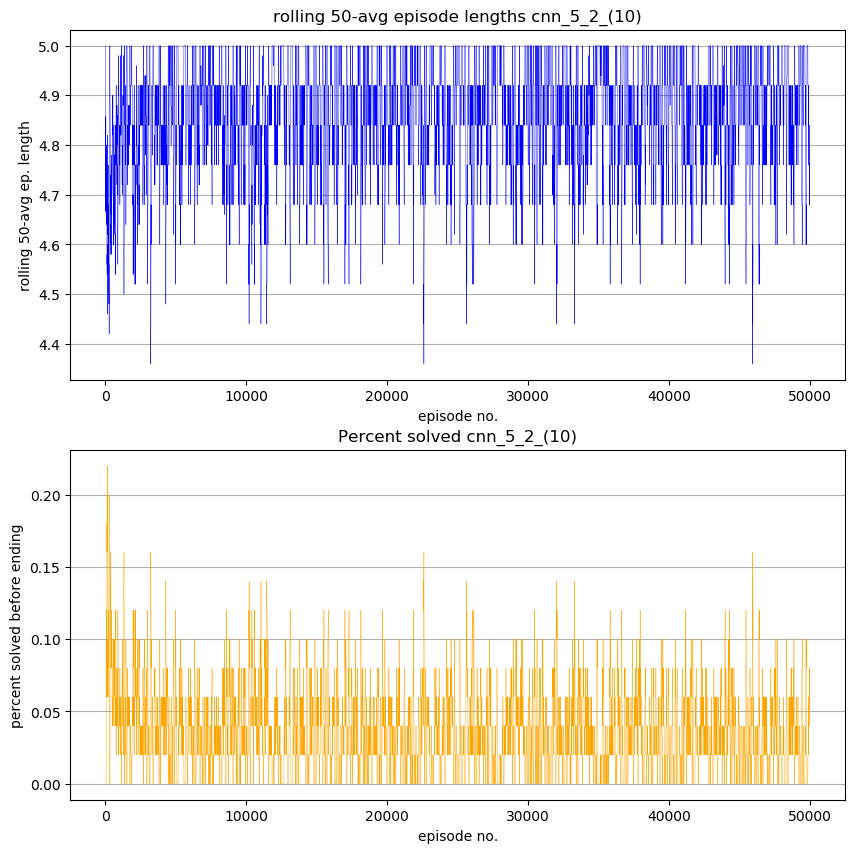 rolling 50-avg episode lengths cnn_5_2_(10)
rolling 50-avg ep. length
5.0
4.9
4.8
4.7
4.6
4.5
4.4
0 10000 20000 30000 40000 50000
episode no.
Percent solved cnn_5_2_(10)
percent solved before ending
0.20
0.15
0.10
0.05
0.00
0 10000 20000 30000 40000 50000
episode no.